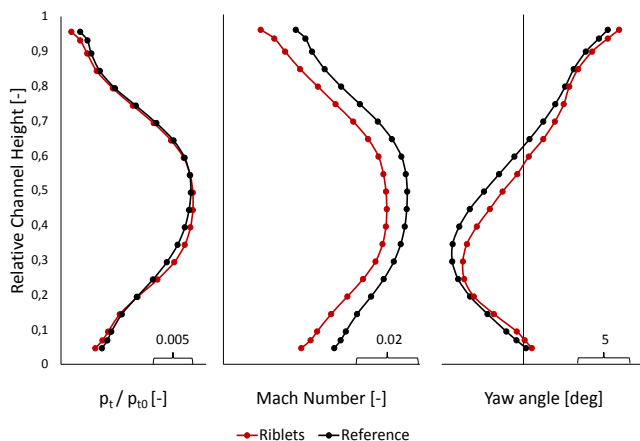 1
0,9
0,8
0,7
0,6
0,5
0,4
0,3
0,2
0,1
0
Relative Channel Height [-]
0.005
0.02
5
pt / pt0 [-]
Mach Number [-]
Yaw angle [deg]
Riblets
Reference